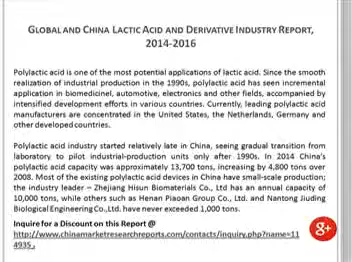 GLOBAL AND CHINA LACTIC ACID AND DERIVATIVE INDUSTRY REPORT,
2014-2016
Polylactic acid is one of the most potential applications of lactic acid. Since the smooth
realization of industrial production in the 1990s, polylactic acid has seen incremental
application in biomedicinel, automotive, electronics and other fields, accompanied by
intensified development efforts in various countries. Currently, leading polylactic acid
manufacturers are concentrated in the United States, the Netherlands, Germany and
other developed countries.
Polylactic acid industry started relatively late in China, seeing gradual transition from
laboratory to pilot industrial-production units only after 1990s. In 2014 China's
polylactic acid capacity was approximately 13,700 tons, increasing by 4,800 tons over
2008. Most of the existing polylactic acid devices in China have small-scale production;
the industry leader – Zhejiang Hisun Biomaterials Co., Ltd has an annual capacity of
10,000 tons, while others such as Henan Piaoan Group Co., Ltd. and Nantong Jiuding
Biological Engineering Co.,Ltd. have never exceeded 1,000 tons.
Inquire for a Discount on this Report @
http://www.chinamarketresearchreports.com/contacts/inquiry.php?name=11
4935 .
g+